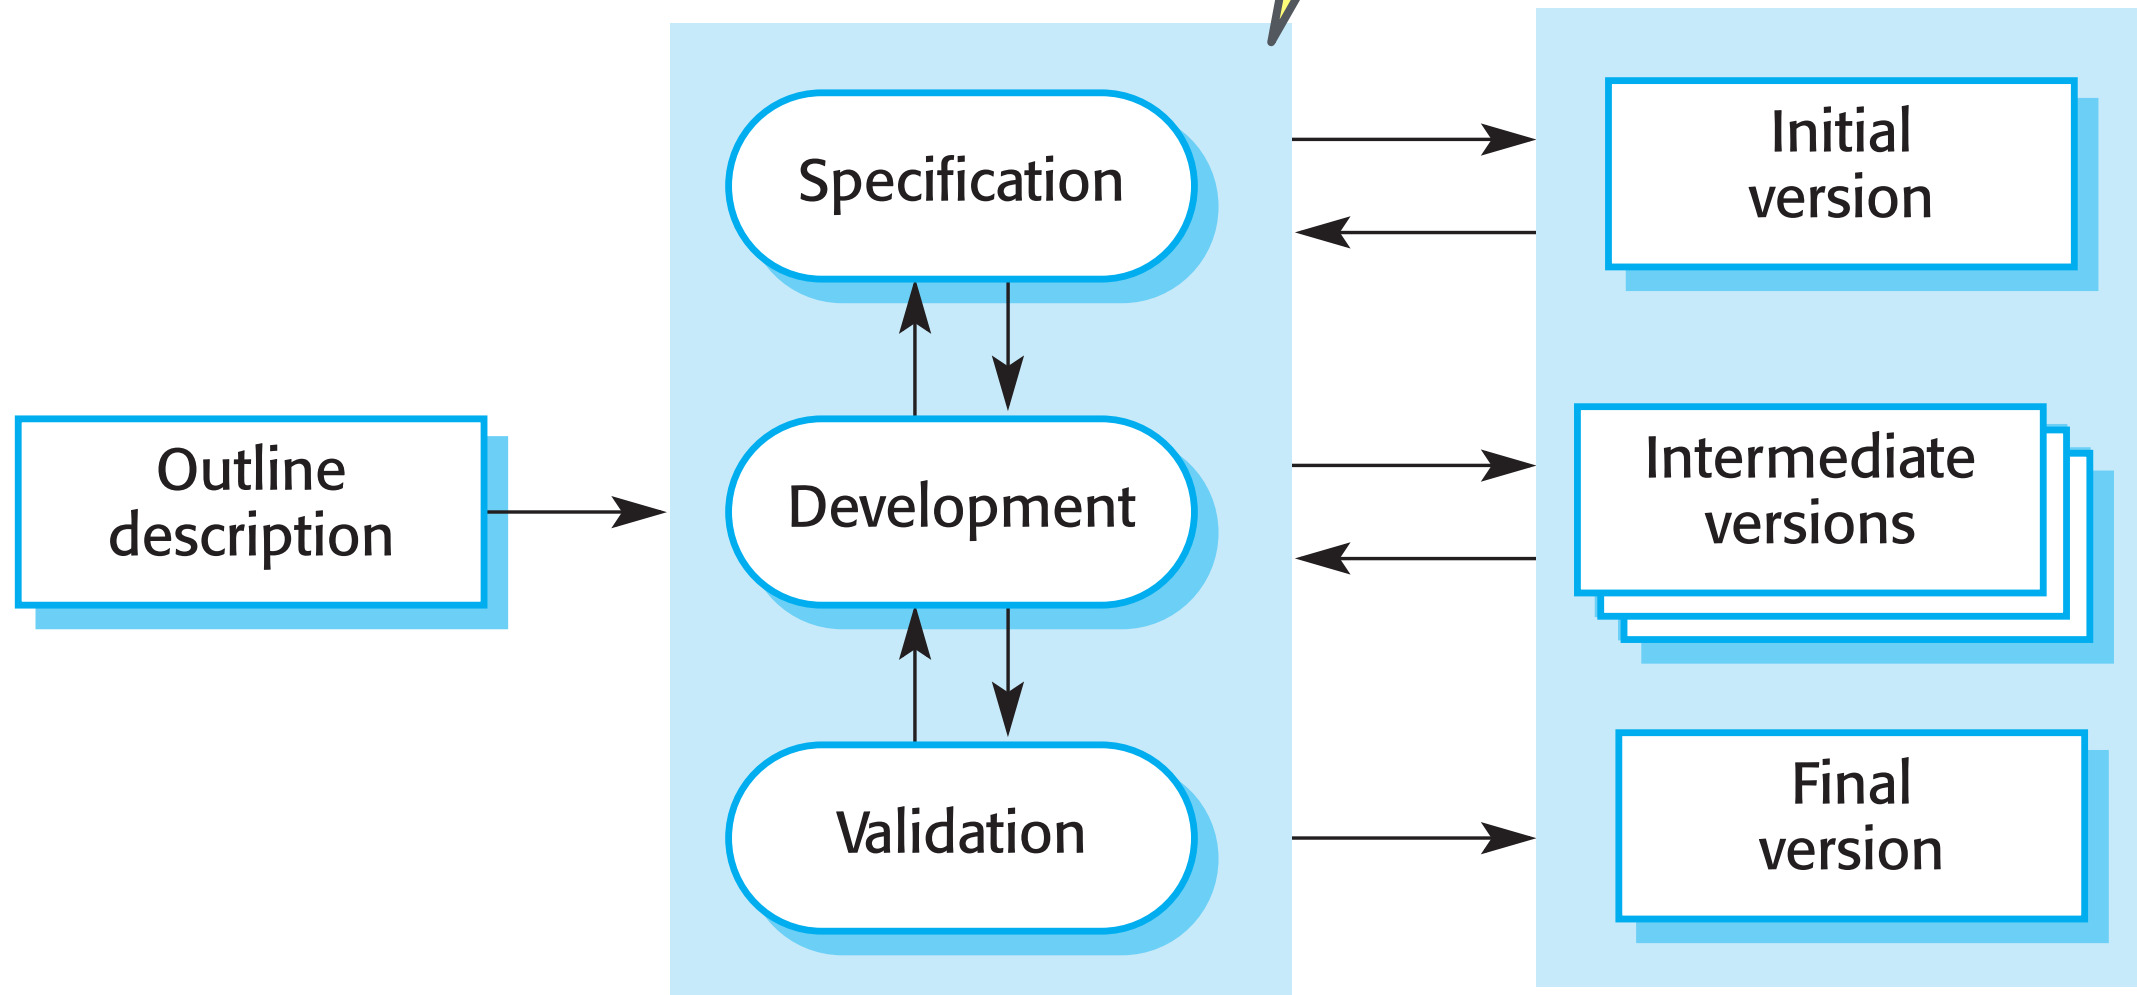 Specification
Initial
version
Outline
description
Development
Intermediate
versions
Validation
Final
version